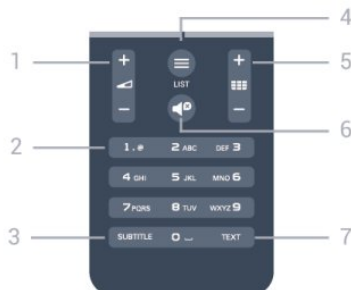 4
1 + + 5
LIST
− −
6
2 1.@ 2 ABC DEF 3
4 GHI 5 JKL MNO 6
7 PQRS 8 TUV WXYZ 9
3 SUBTITLE 0 ⎵ TEXT 7